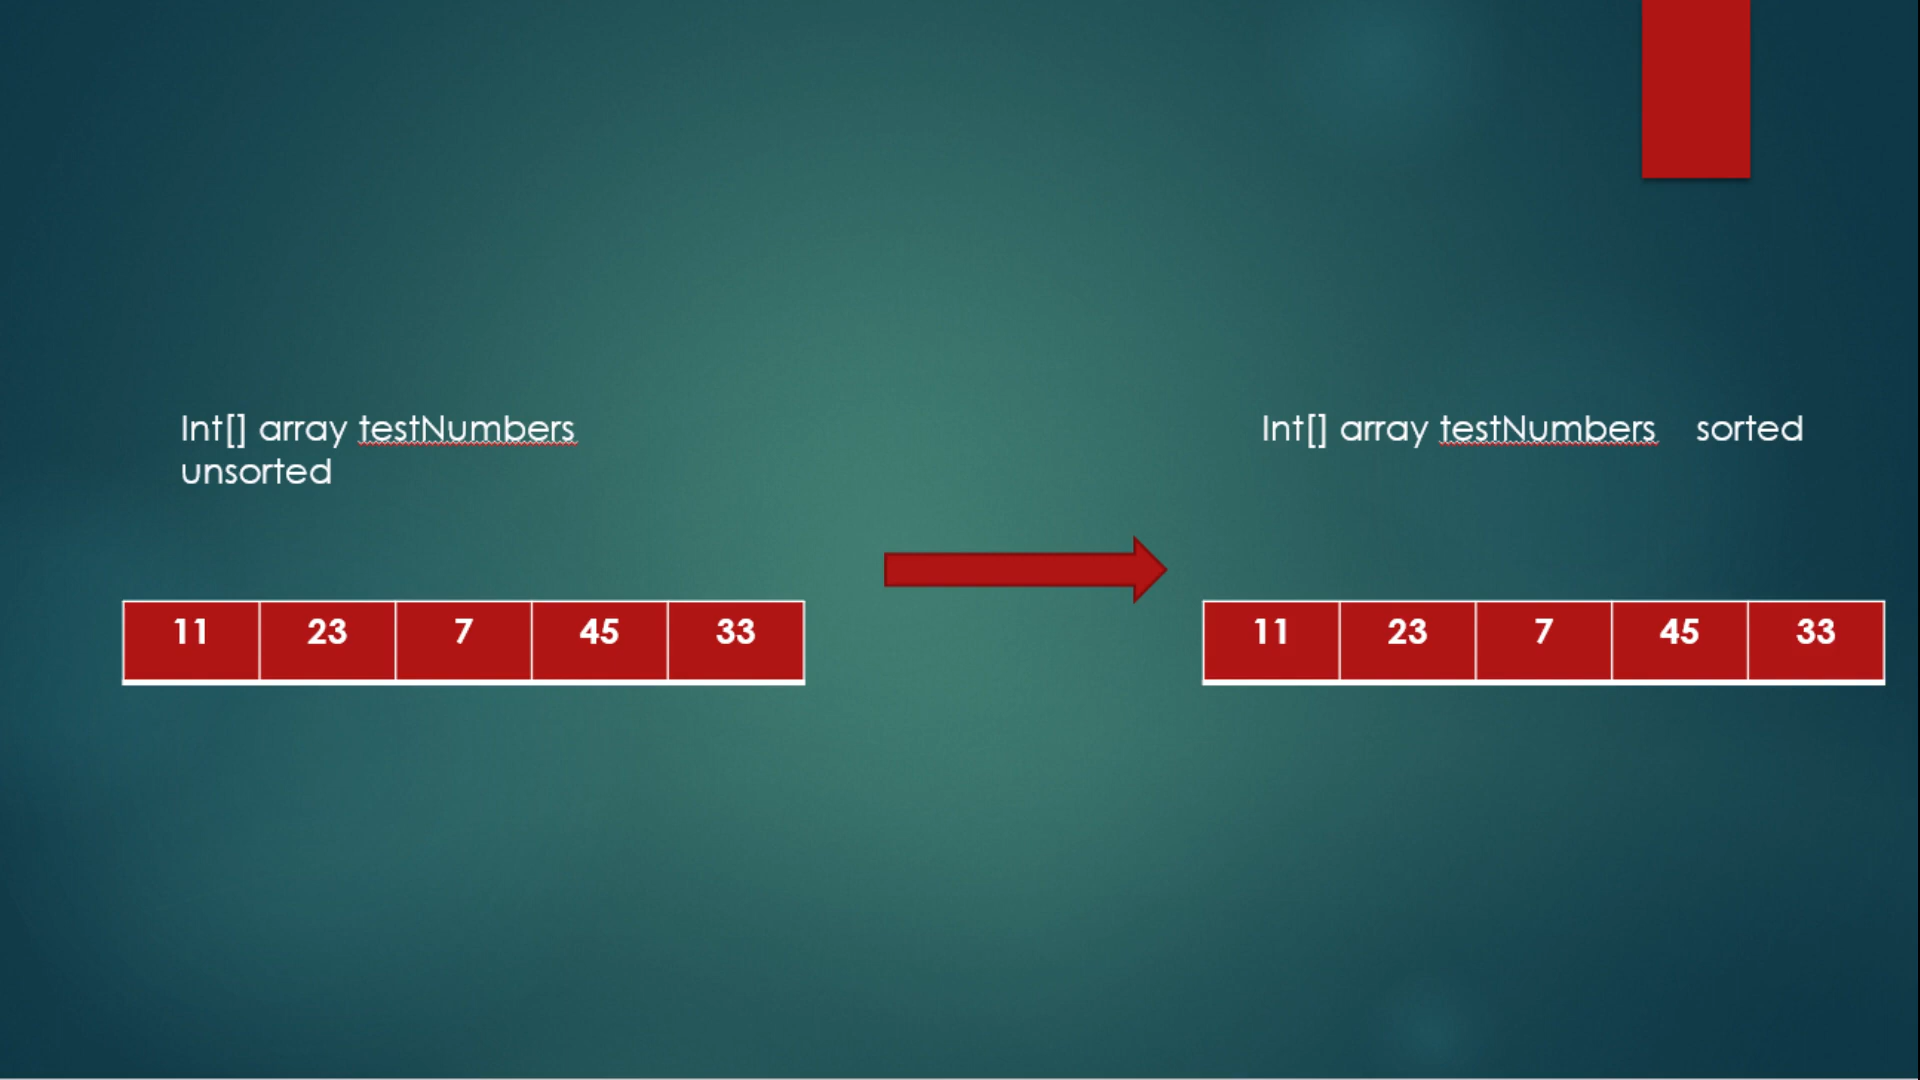 Int[] array testNumbers
unsorted
Int[] array testNumbers sorted
11 23 7 45 33
11 23 7 45 33